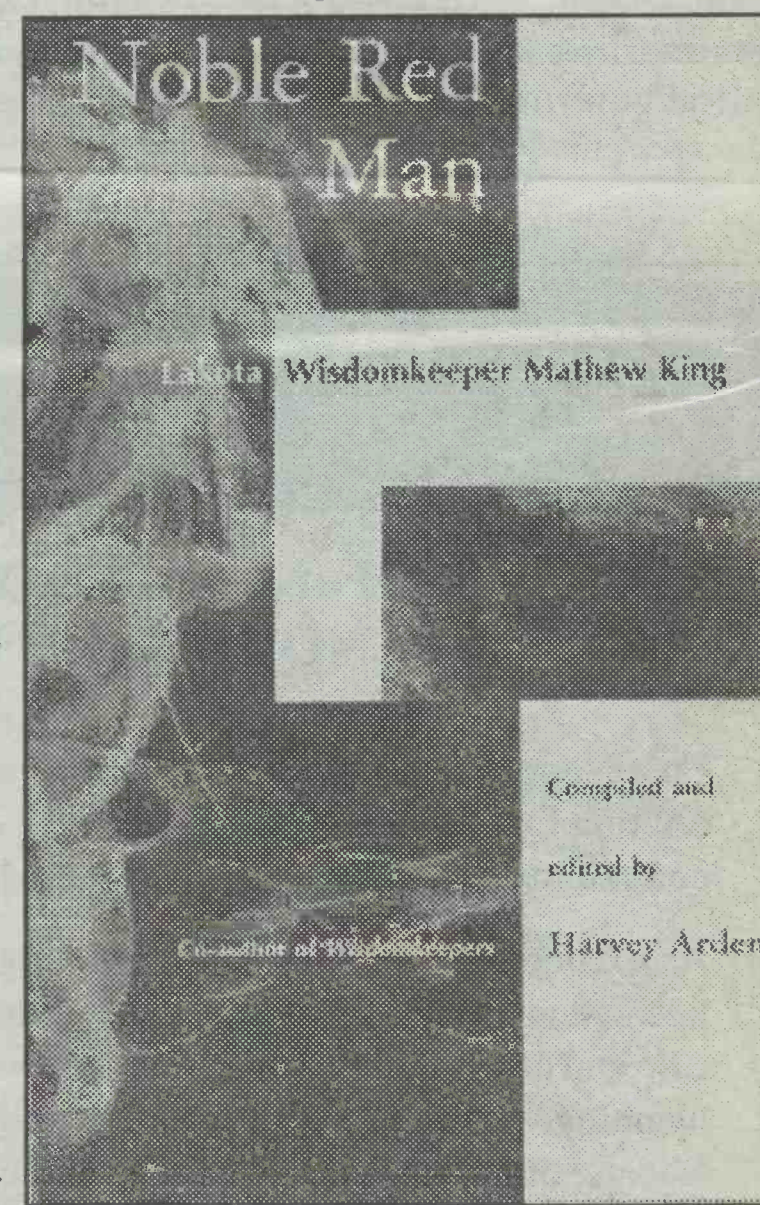 Noble Red
Man
Lakota Wisdomkeeper Mathew King
Compiled and
edited by
Co-author of Wisdomkeepers
Harvey Arden